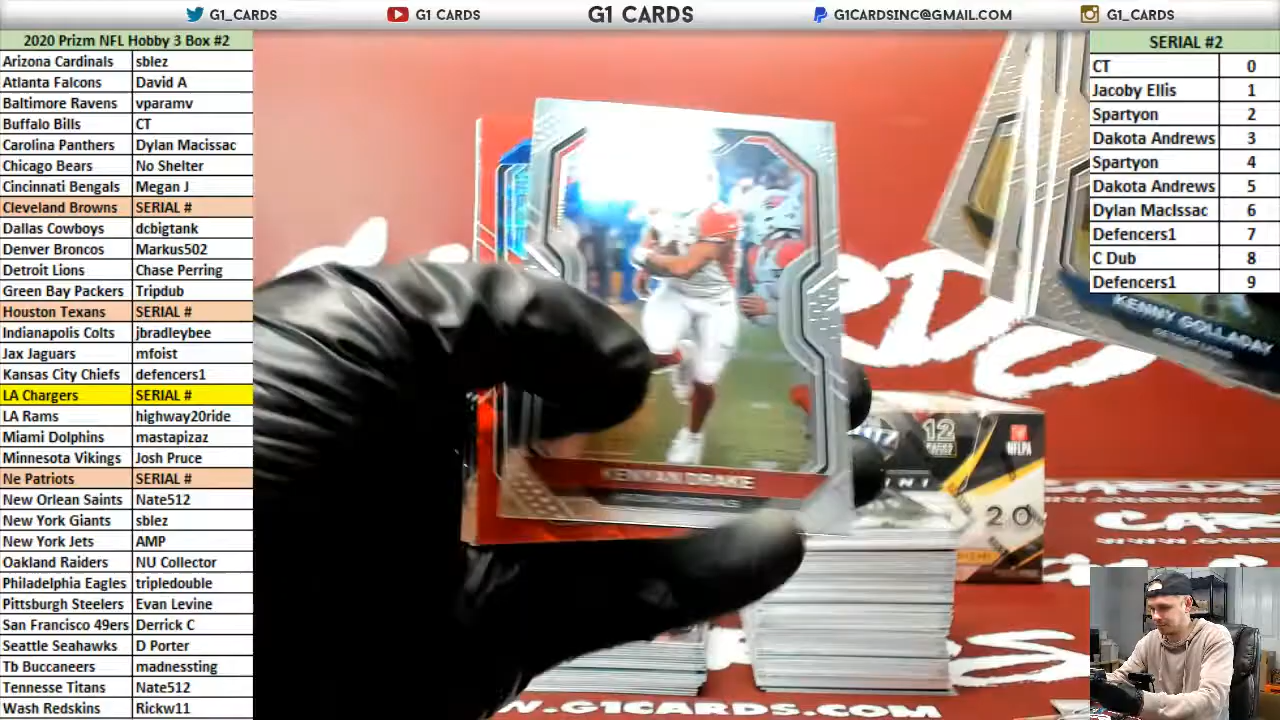 G1_CARDS G1 CARDS G1 CARDS G1CARDSINC@GMAIL.COM G1_CARDS
2020 Prizm NFL Hobby 3 Box #2
Arizona Cardinals sblez
Atlanta Falcons David A
Baltimore Ravens vparamv
Buffalo Bills CT
Carolina Panthers Dylan Macissac
Chicago Bears No Shelter
Cincinnati Bengals Megan J
Cleveland Browns SERIAL #
Dallas Cowboys dcbigtank
Denver Broncos Markus502
Detroit Lions Chase Perring
Green Bay Packers Tripdub
Houston Texans SERIAL #
Indianapolis Colts jbradleybee
Jax Jaguars mfoist
Kansas City Chiefs defencers1
LA Chargers SERIAL #
LA Rams highway20ride
Miami Dolphins mastapizaz
Minnesota Vikings Josh Pruce
Ne Patriots SERIAL #
New Orlean Saints Nate512
New York Giants sblez
New York Jets AMP
Oakland Raiders NU Collector
Philadelphia Eagles tripledouble
Pittsburgh Steelers Evan Levine
San Francisco 49ers Derrick C
Seattle Seahawks D Porter
Tb Buccaneers madnessting
Tennesse Titans Nate512
Wash Redskins Rickw11
SERIAL #2
CT 0
Jacoby Ellis 1
Spartyon 2
Dakota Andrews 3
Spartyon 4
Dakota Andrews 5
Dylan MacIssac 6
Defencers1 7
C Dub 8
Defencers1 9
KENNY GOLLADAY
DETROIT LIONS
KENYAN DRAKE
12
NFLPA
20
WWW.G1CARDS.COM